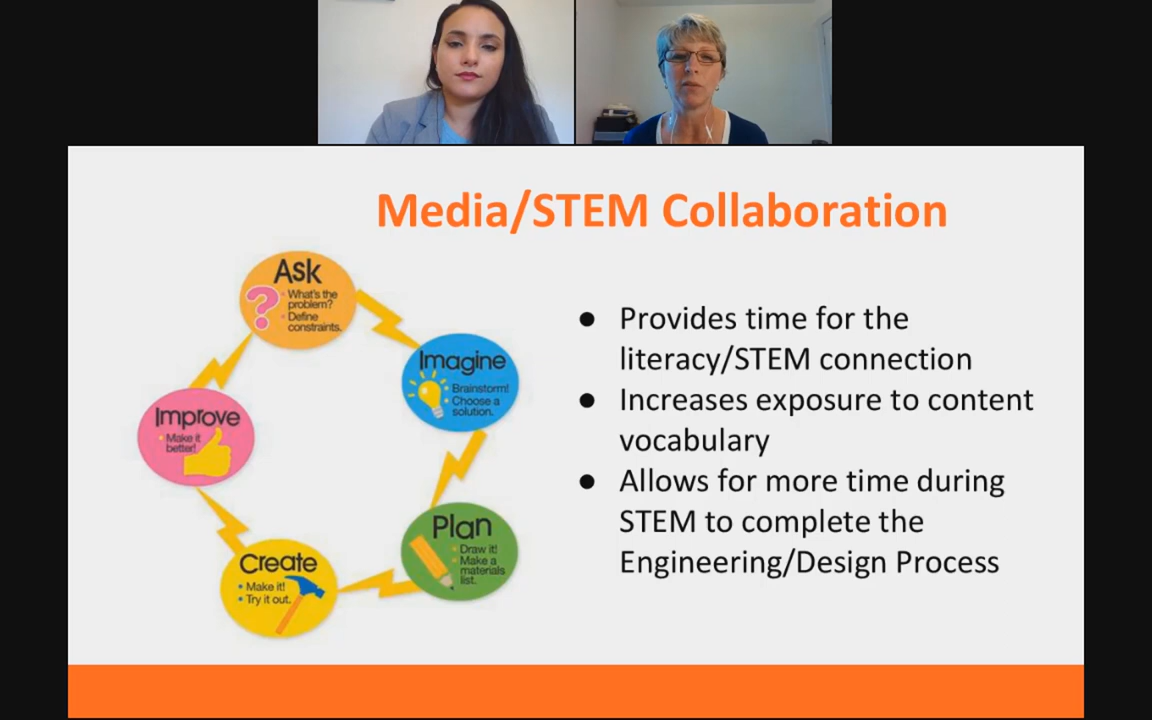 Media/STEM Collaboration
Ask
• What's the
problem?
• Define
constraints.
Imagine
• Brainstorm!
• Choose a
solution.
Plan
• Draw it!
• Make a
materials
list.
Create
• Make it!
• Try it out.
Improve
• Make it
better!
● Provides time for the
literacy/STEM connection
● Increases exposure to content
vocabulary
● Allows for more time during
STEM to complete the
Engineering/Design Process